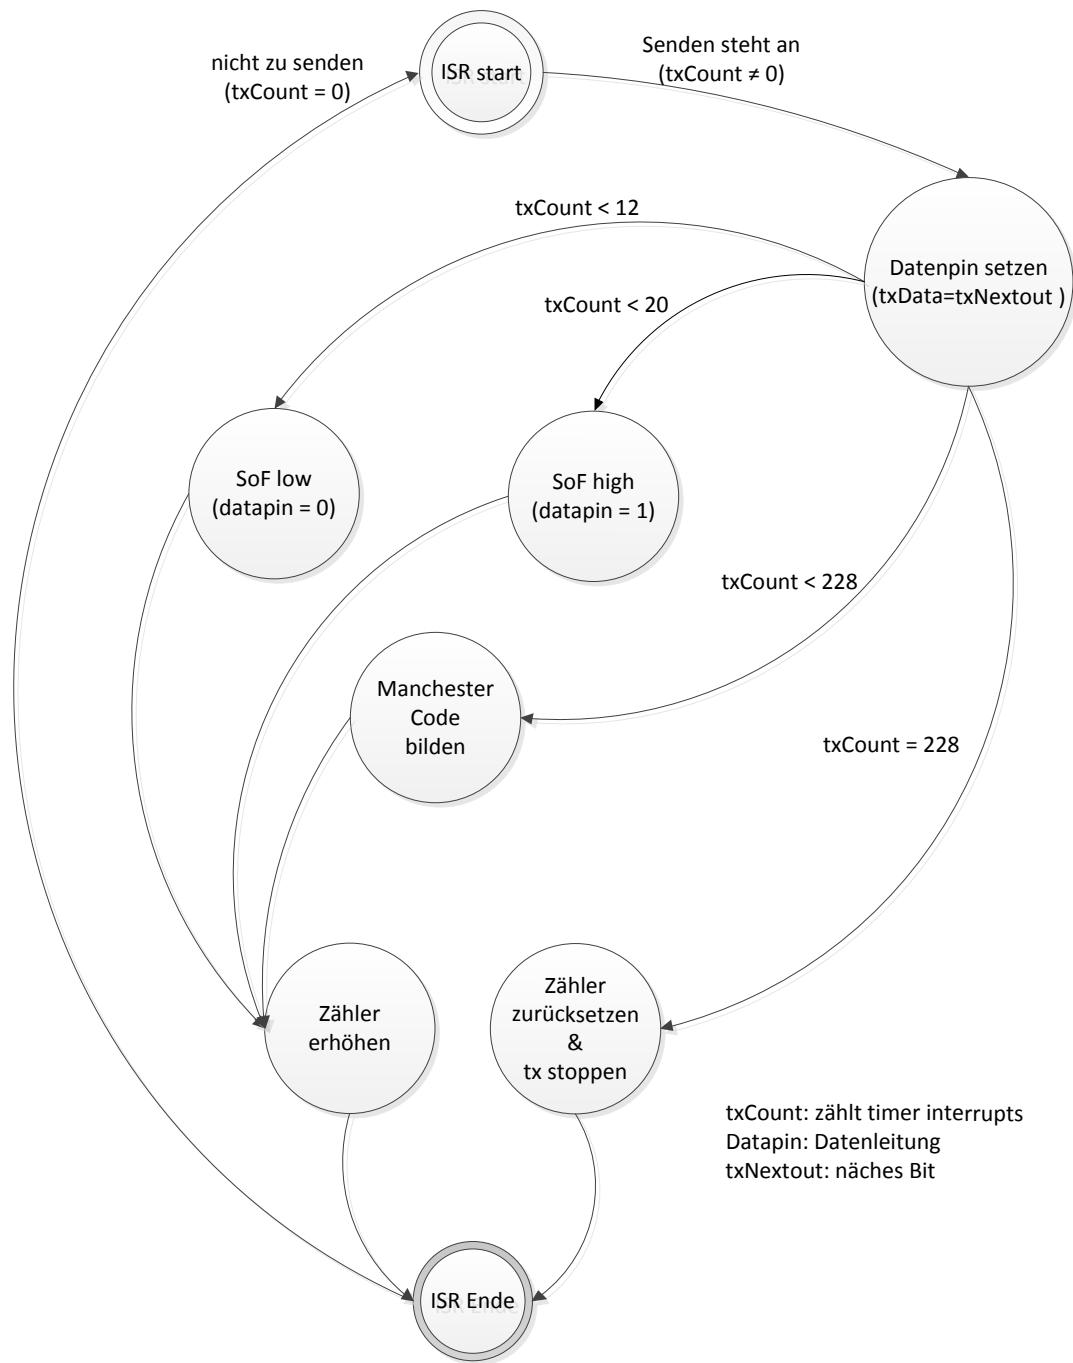 nicht zu senden
(txCount = 0)
ISR start
Senden steht an
(txCount ≠ 0)
txCount < 12
Datenpin setzen
(txData=txNextout )
txCount < 20
SoF low
(datapin = 0)
SoF high
(datapin = 1)
txCount < 228
Manchester
Code
bilden
txCount = 228
Zähler
erhöhen
Zähler
zurücksetzen
&
tx stoppen
txCount: zählt timer interrupts
Datapin: Datenleitung
txNextout: näches Bit
ISR Ende